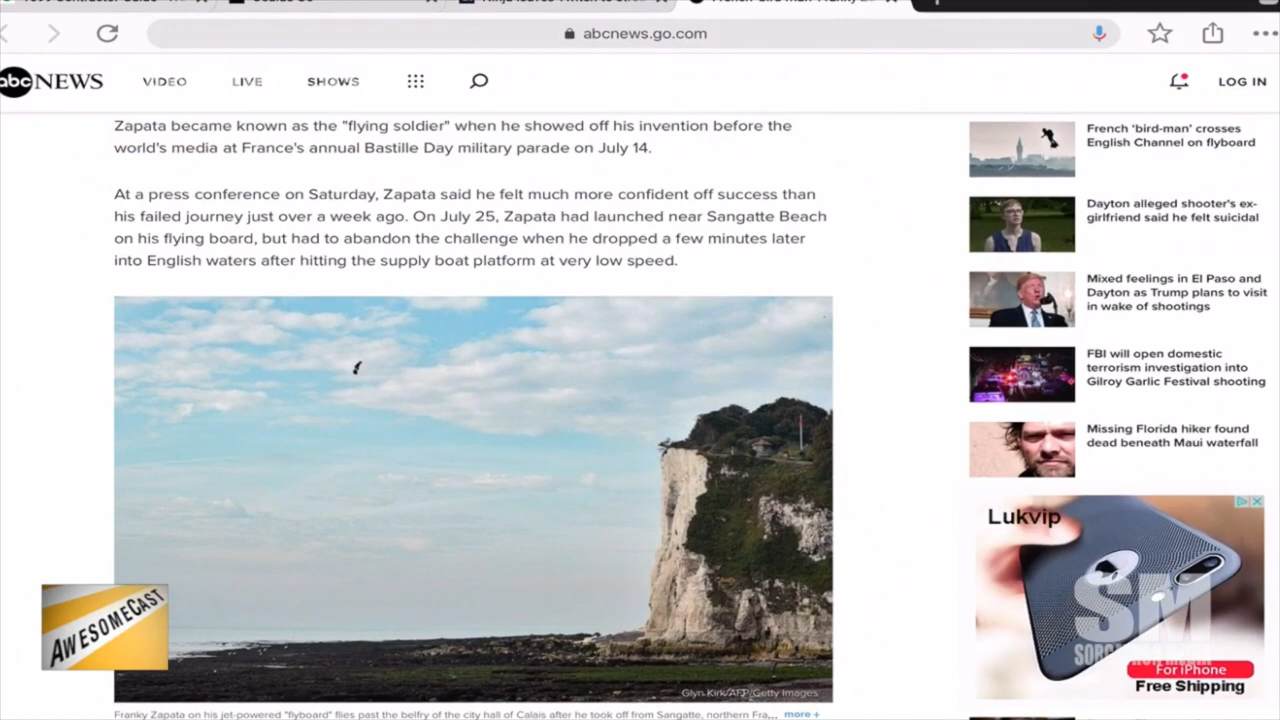 abcnews.go.com
abc NEWS
VIDEO
LIVE
SHOWS
LOG IN
Zapata became known as the "flying soldier" when he showed off his invention before the
world's media at France's annual Bastille Day military parade on July 14.
At a press conference on Saturday, Zapata said he felt much more confident off success than
his failed journey just over a week ago. On July 25, Zapata had launched near Sangatte Beach
on his flying board, but had to abandon the challenge when he dropped a few minutes later
into English waters after hitting the supply boat platform at very low speed.
Glyn Kirk/AFP/Getty Images
Franky Zapata on his jet-powered "flyboard" flies past the belfry of the city hall of Calais after he took off from Sangatte, northern Fra... more +
French 'bird-man' crosses
English Channel on flyboard
Dayton alleged shooter's ex-
girlfriend said he felt suicidal
Mixed feelings in El Paso and
Dayton as Trump plans to visit
in wake of shootings
FBI will open domestic
terrorism investigation into
Gilroy Garlic Festival shooting
Missing Florida hiker found
dead beneath Maui waterfall
Lukvip
For iPhone
Free Shipping
AWESOMECAST
SM